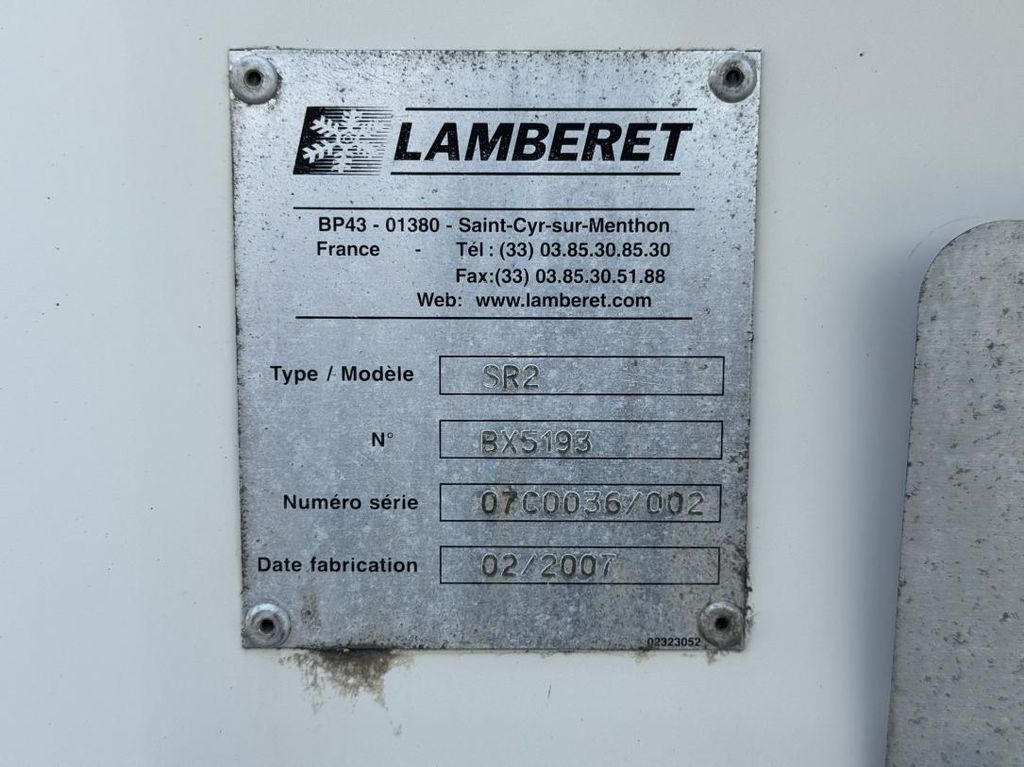 LAMBERET
BP43 - 01380 - Saint-Cyr-sur-Menthon
France - Tél : (33) 03.85.30.85.30
Fax:(33) 03.85.30.51.88
Web: www.lamberet.com
Type / Modèle SR2
N° BX5193
Numéro série 07C0036/002
Date fabrication 02/2007
02323052